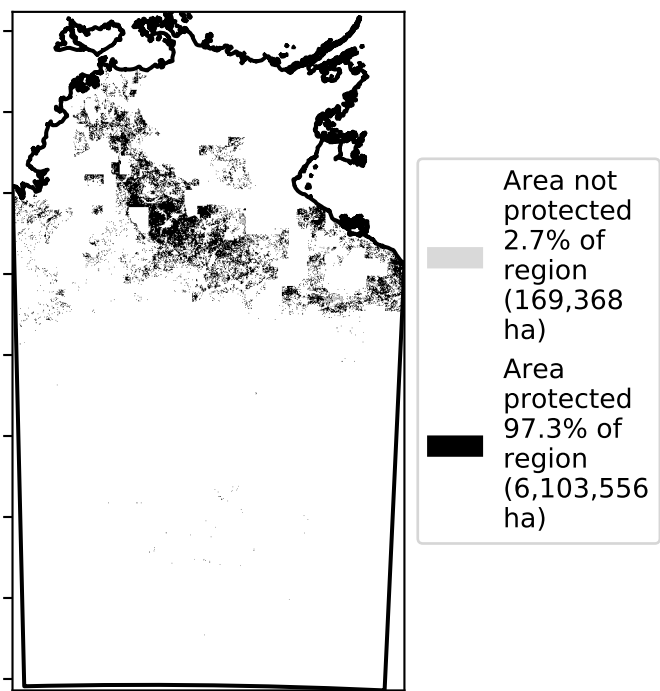 Area not
protected
2.7% of
region
(169,368
ha)
Area
protected
97.3% of
region
(6,103,556
ha)